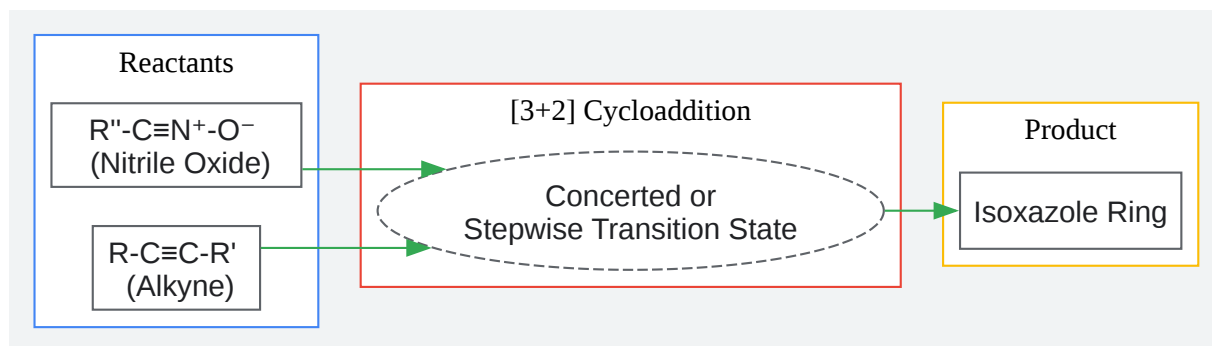 Reactants
R"-C≡N⁺-O⁻
(Nitrile Oxide)
R-C≡C-R'
(Alkyne)
[3+2] Cycloaddition
Concerted or
Stepwise Transition State
Product
Isoxazole Ring